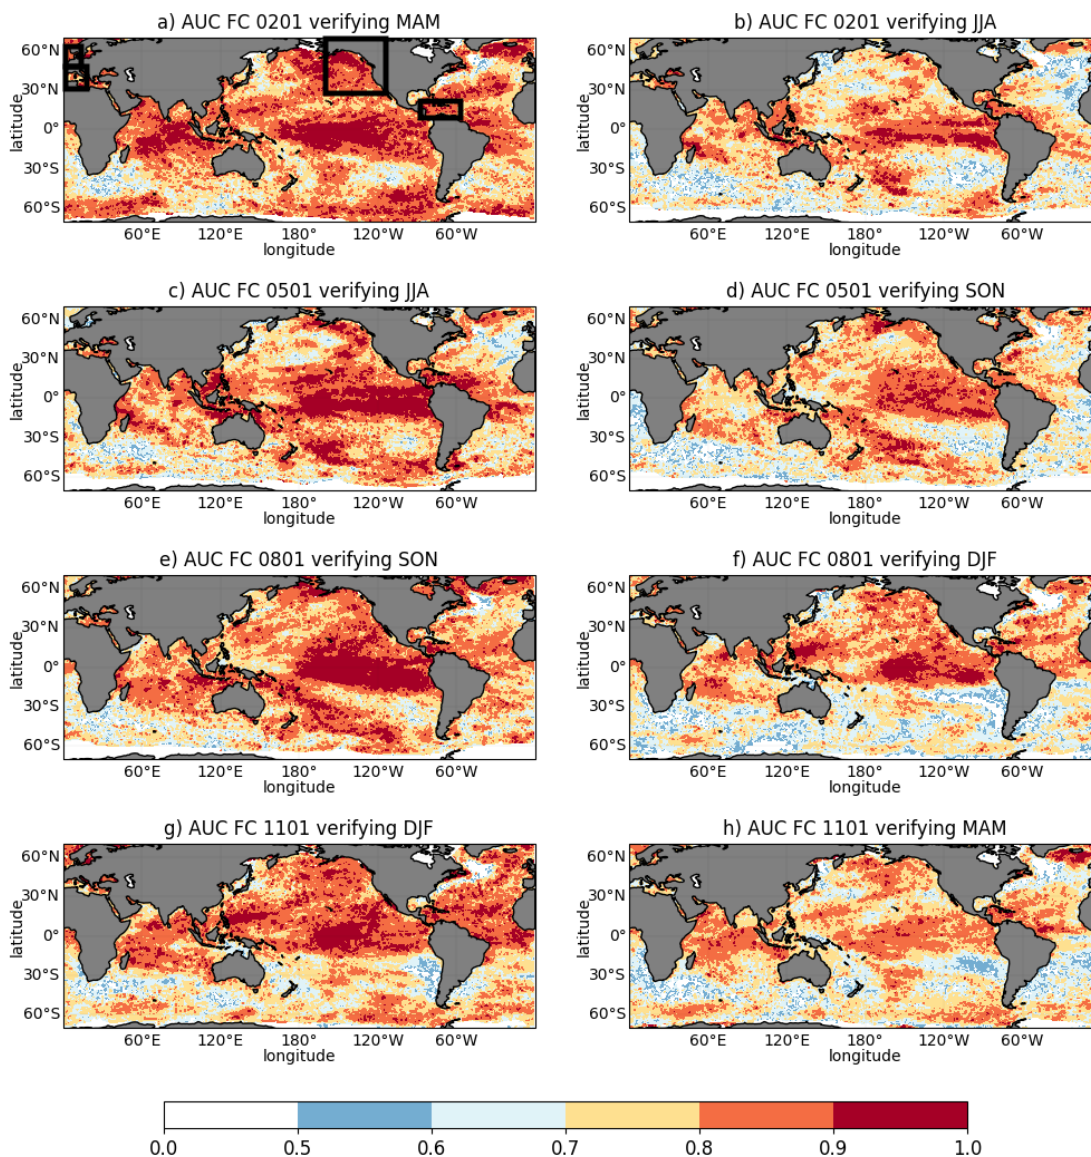 a) AUC FC 0201 verifying MAM
60°N
30°N
0°
30°S
60°S
latitude
60°E 120°E 180° 120°W 60°W
longitude
b) AUC FC 0201 verifying JJA
60°N
30°N
0°
30°S
60°S
latitude
60°E 120°E 180° 120°W 60°W
longitude
c) AUC FC 0501 verifying JJA
60°N
30°N
0°
30°S
60°S
latitude
60°E 120°E 180° 120°W 60°W
longitude
d) AUC FC 0501 verifying SON
60°N
30°N
0°
30°S
60°S
latitude
60°E 120°E 180° 120°W 60°W
longitude
e) AUC FC 0801 verifying SON
60°N
30°N
0°
30°S
60°S
latitude
60°E 120°E 180° 120°W 60°W
longitude
f) AUC FC 0801 verifying DJF
60°N
30°N
0°
30°S
60°S
latitude
60°E 120°E 180° 120°W 60°W
longitude
g) AUC FC 1101 verifying DJF
60°N
30°N
0°
30°S
60°S
latitude
60°E 120°E 180° 120°W 60°W
longitude
h) AUC FC 1101 verifying MAM
60°N
30°N
0°
30°S
60°S
latitude
60°E 120°E 180° 120°W 60°W
longitude
0.0 0.5 0.6 0.7 0.8 0.9 1.0